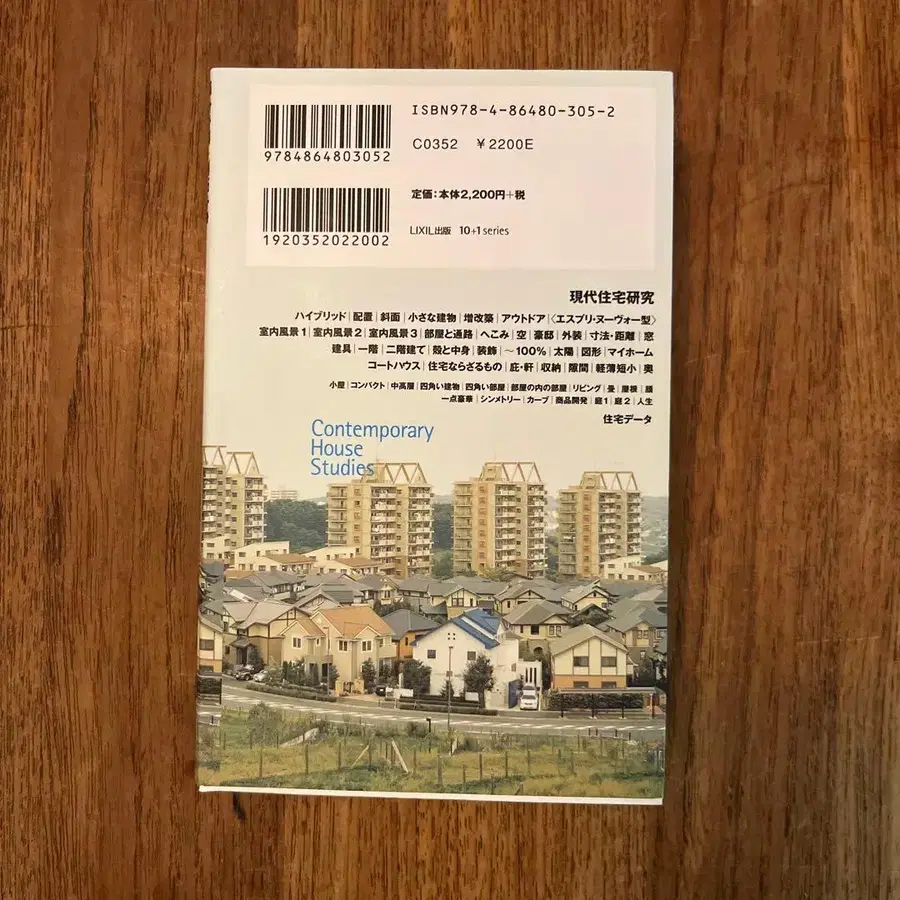 ISBN978-4-86480-305-2
9784864803052
C0352 ¥2200E
定価：本体2,200円+税
1920352022002
LIXIL出版 10+1 series
現代住宅研究
ハイブリッド|配置|斜面|小さな建物|増改築|アウトドア|〈エスプリ・ヌーヴォー型〉
室内風景1|室内風景2|室内風景3|部屋と通路|へこみ|空|豪邸|外装|寸法・距離|窓
建具|一階|二階建て|殻と中身|装飾|〜100%|太陽|図形|マイホーム
コートハウス|住宅ならざるもの|庇・軒|収納|隙間|軽薄短小|奥
小屋|コンパクト|中高層|四角い建物|四角い部屋|部屋の内の部屋|リビング|畳|屋根|顔
一点豪華|シンメトリー|カーブ|商品開発|庭1|庭2|人生
住宅データ
Contemporary
House
Studies